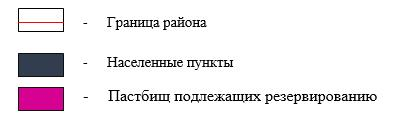 - Граница района
- Населенные пункты
- Пастбищ подлежащих резервированию